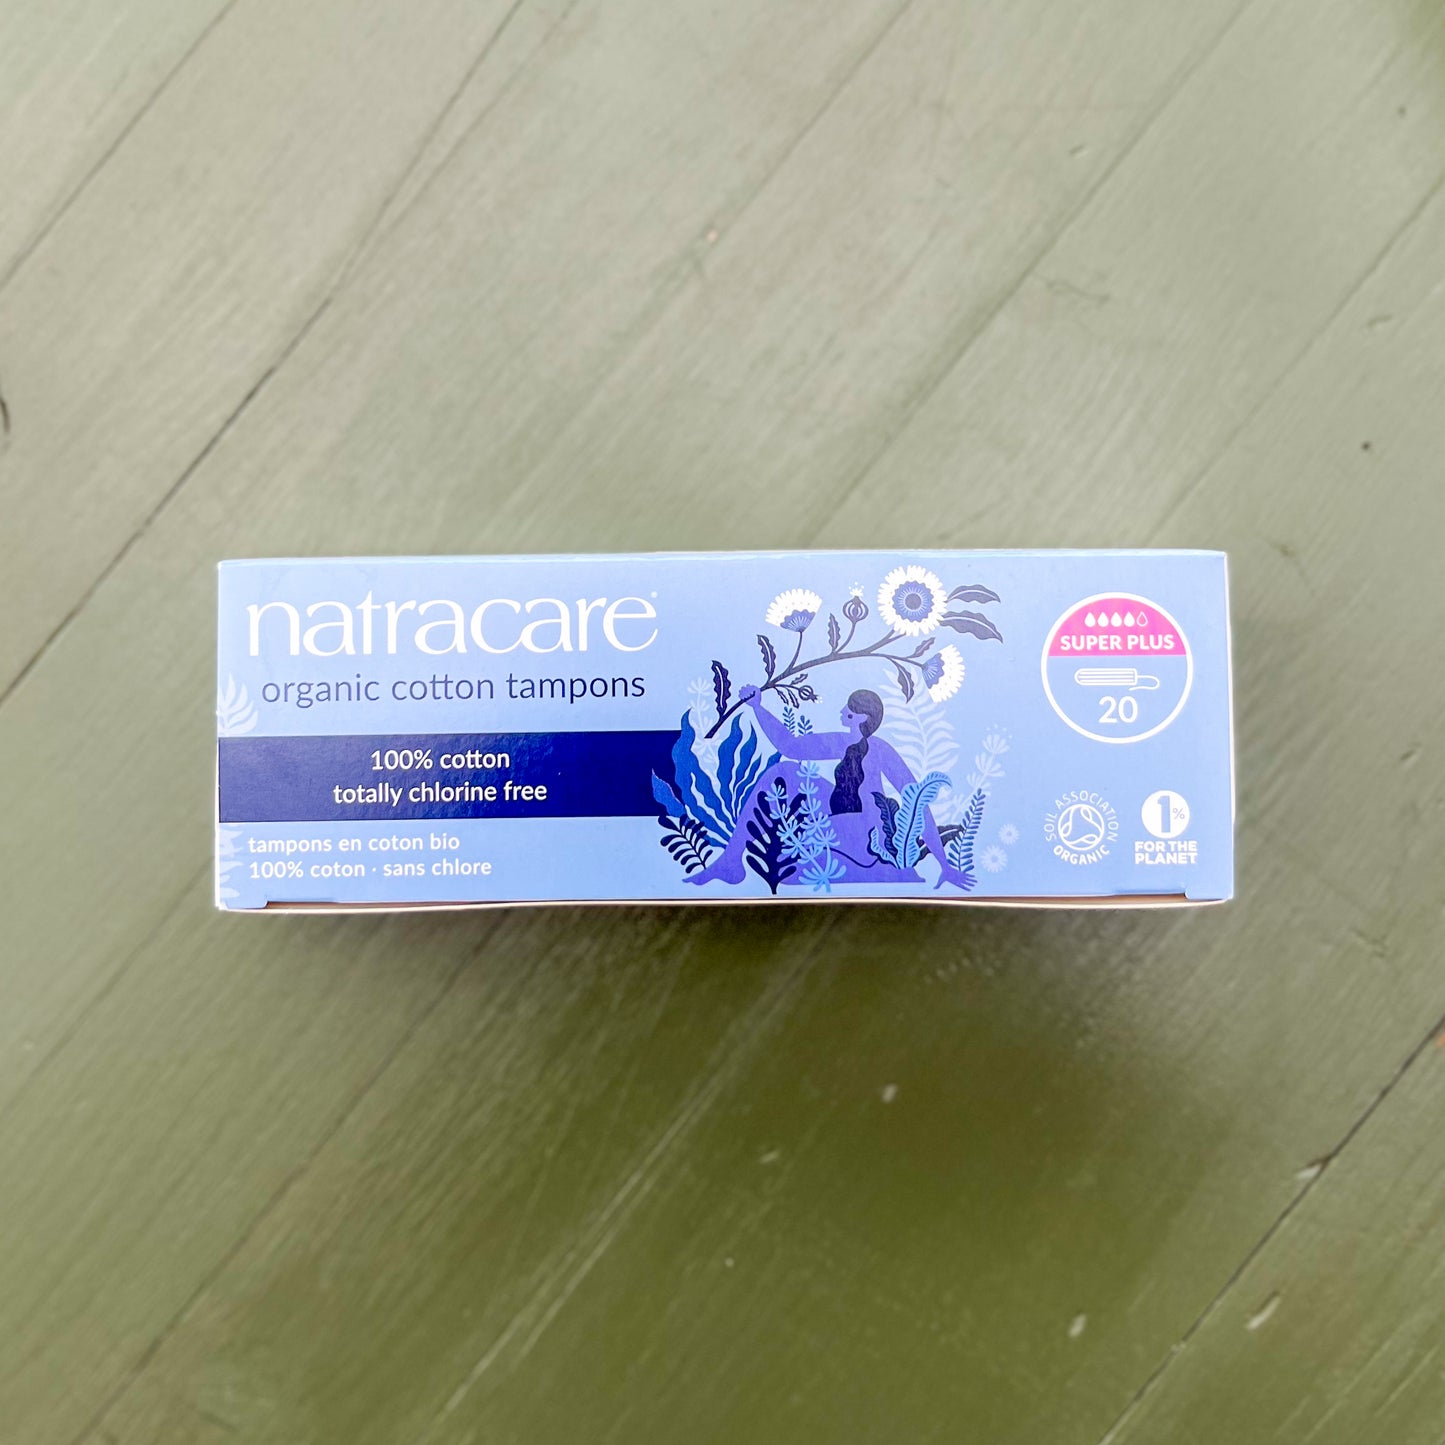 natracare
organic cotton tampons
100% cotton
totally chlorine free
tampons en coton bio
100% coton · sans chlore
SUPER PLUS
20
SOIL ASSOCIATION
ORGANIC
1%
FOR THE
PLANET